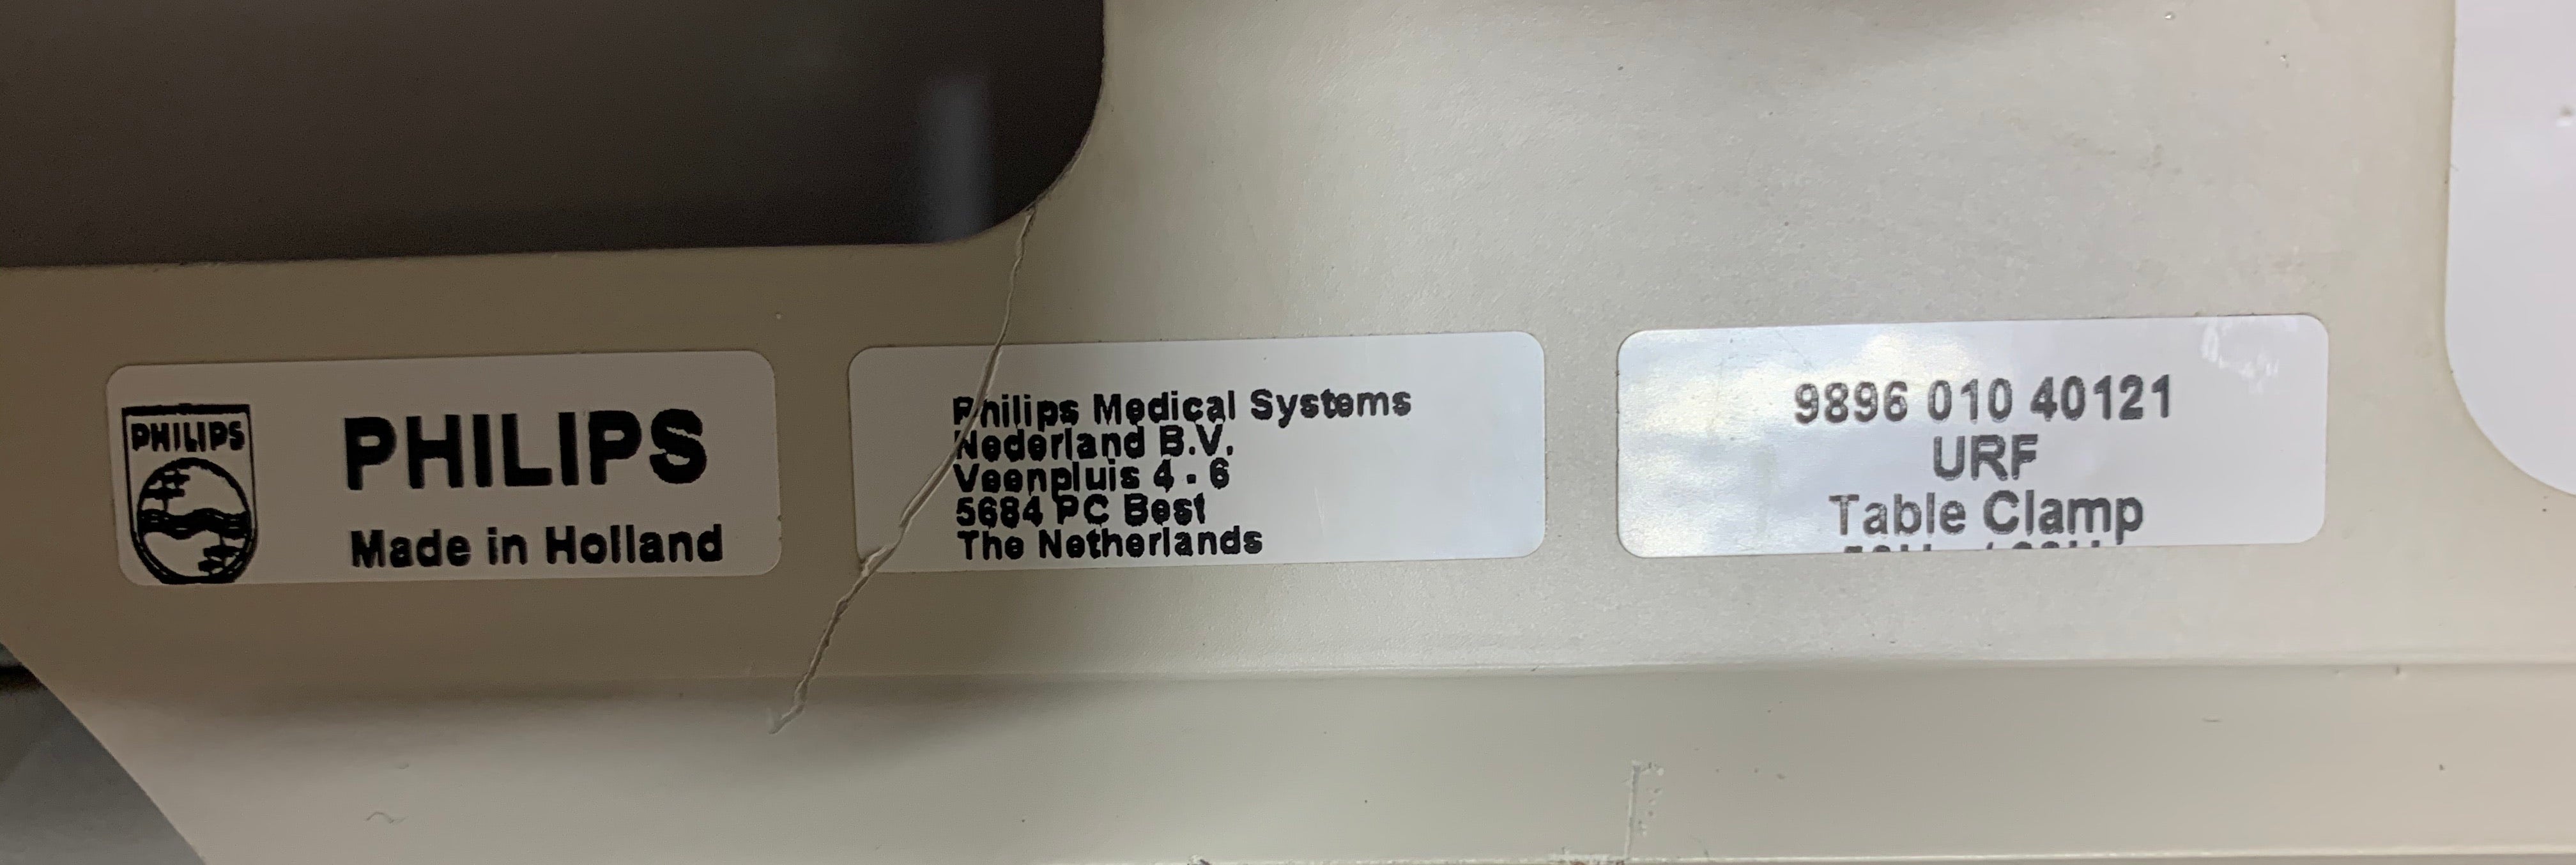 PHILIPS
PHILIPS
Made in Holland
Philips Medical Systems
Nederland B.V.
Veenpluis 4 - 6
5684 PC Best
The Netherlands
9896 010 40121
URF
Table Clamp